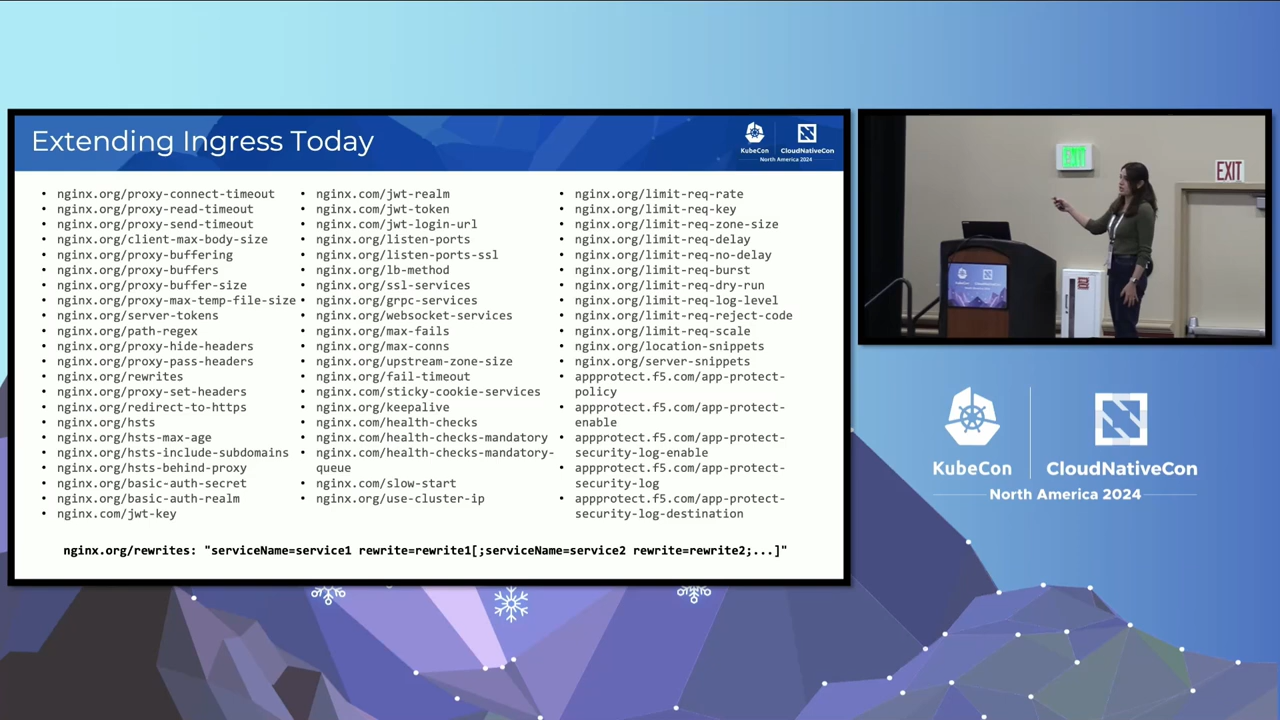 Extending Ingress Today
KubeCon
CloudNativeCon
North America 2024
• nginx.org/proxy-connect-timeout
• nginx.org/proxy-read-timeout
• nginx.org/proxy-send-timeout
• nginx.org/client-max-body-size
• nginx.org/proxy-buffering
• nginx.org/proxy-buffers
• nginx.org/proxy-buffer-size
• nginx.org/proxy-max-temp-file-size
• nginx.org/server-tokens
• nginx.org/path-regex
• nginx.org/proxy-hide-headers
• nginx.org/proxy-pass-headers
• nginx.org/rewrites
• nginx.org/proxy-set-headers
• nginx.org/redirect-to-https
• nginx.org/hsts
• nginx.org/hsts-max-age
• nginx.org/hsts-include-subdomains
• nginx.org/hsts-behind-proxy
• nginx.org/basic-auth-secret
• nginx.org/basic-auth-realm
• nginx.com/jwt-key
• nginx.com/jwt-realm
• nginx.com/jwt-token
• nginx.com/jwt-login-url
• nginx.org/listen-ports
• nginx.org/listen-ports-ssl
• nginx.org/lb-method
• nginx.org/ssl-services
• nginx.org/grpc-services
• nginx.org/websocket-services
• nginx.org/max-fails
• nginx.org/max-conns
• nginx.org/upstream-zone-size
• nginx.org/fail-timeout
• nginx.com/sticky-cookie-services
• nginx.org/keepalive
• nginx.com/health-checks
• nginx.com/health-checks-mandatory
• nginx.com/health-checks-mandatory-
queue
• nginx.com/slow-start
• nginx.org/use-cluster-ip
• nginx.org/limit-req-rate
• nginx.org/limit-req-key
• nginx.org/limit-req-zone-size
• nginx.org/limit-req-delay
• nginx.org/limit-req-no-delay
• nginx.org/limit-req-burst
• nginx.org/limit-req-dry-run
• nginx.org/limit-req-log-level
• nginx.org/limit-req-reject-code
• nginx.org/limit-req-scale
• nginx.org/location-snippets
• nginx.org/server-snippets
• appprotect.f5.com/app-protect-
policy
• appprotect.f5.com/app-protect-
enable
• appprotect.f5.com/app-protect-
security-log-enable
• appprotect.f5.com/app-protect-
security-log
• appprotect.f5.com/app-protect-
security-log-destination
nginx.org/rewrites: "serviceName=service1 rewrite=rewrite1[;serviceName=service2 rewrite=rewrite2;...]"
EXIT
EXIT
KubeCon
CloudNativeCon
North America 2024